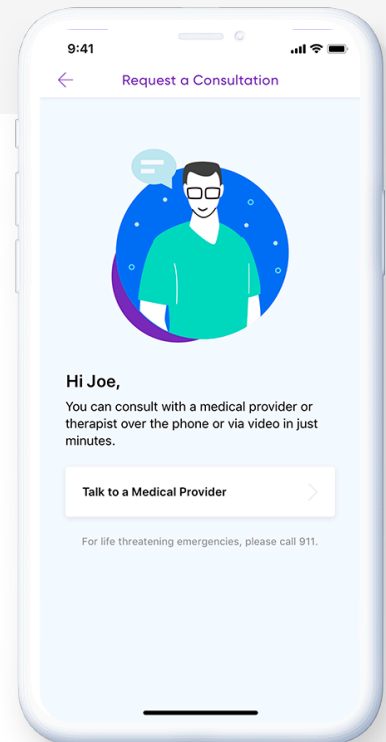 9:41
Request a Consultation
Hi Joe,
You can consult with a medical provider or
therapist over the phone or via video in just
minutes.
Talk to a Medical Provider
For life threatening emergencies, please call 911.